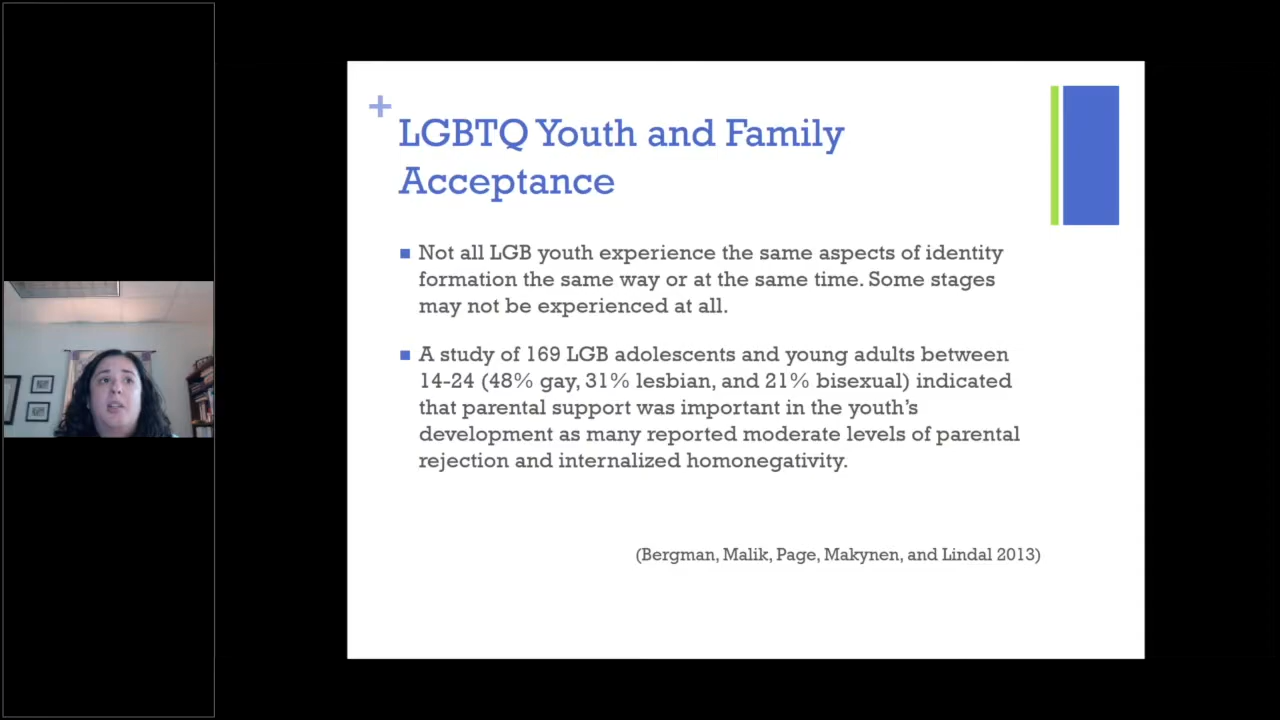 +
LGBTQ Youth and Family
Acceptance
■ Not all LGB youth experience the same aspects of identity
formation the same way or at the same time. Some stages
may not be experienced at all.
■ A study of 169 LGB adolescents and young adults between
14-24 (48% gay, 31% lesbian, and 21% bisexual) indicated
that parental support was important in the youth's
development as many reported moderate levels of parental
rejection and internalized homonegativity.
(Bergman, Malik, Page, Makynen, and Lindal 2013)